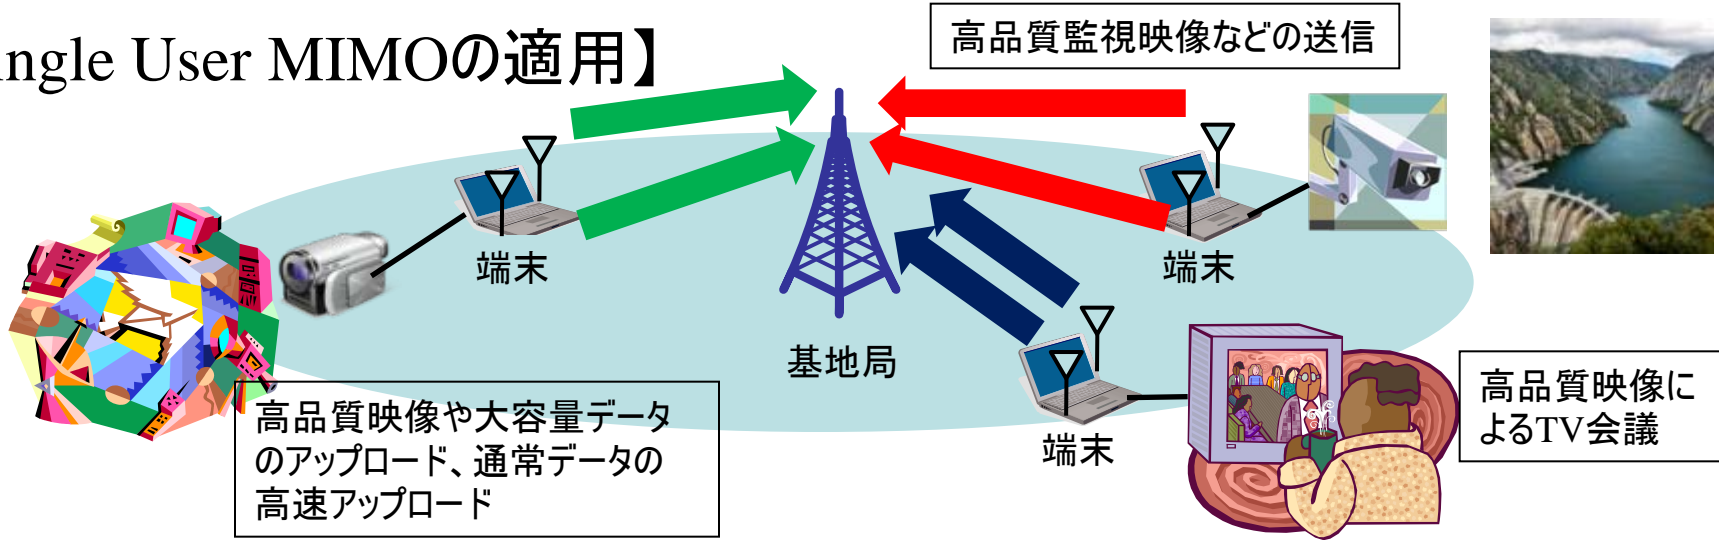 ingle User MIMOの適用】
高品質監視映像などの送信
端末
端末
基地局
端末
高品質映像や大容量データ
のアップロード、通常データの
高速アップロード
高品質映像に
よるTV会議